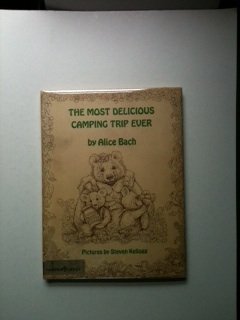 THE MOST DELICIOUS
CAMPING TRIP EVER
by Alice Bach
Pictures by Steven Kellogg